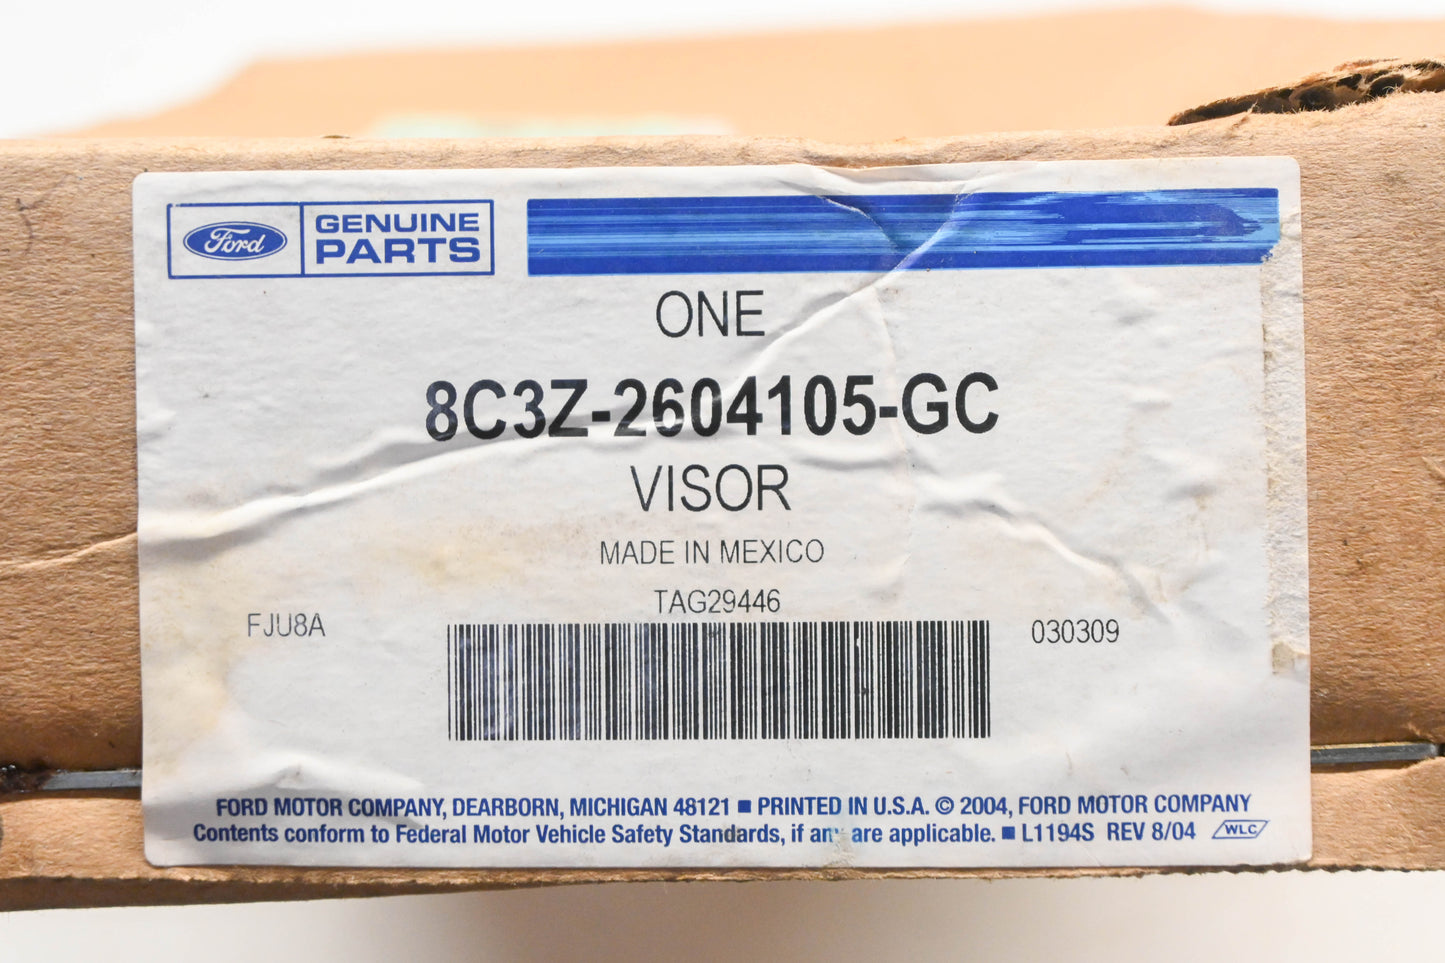 Ford GENUINE
PARTS
ONE
8C3Z-2604105-GC
VISOR
MADE IN MEXICO
TAG29446
FJU8A
030309
FORD MOTOR COMPANY, DEARBORN, MICHIGAN 48121 ■ PRINTED IN U.S.A. © 2004, FORD MOTOR COMPANY
Contents conform to Federal Motor Vehicle Safety Standards, if any are applicable. ■ L1194S REV 8/04 WLC